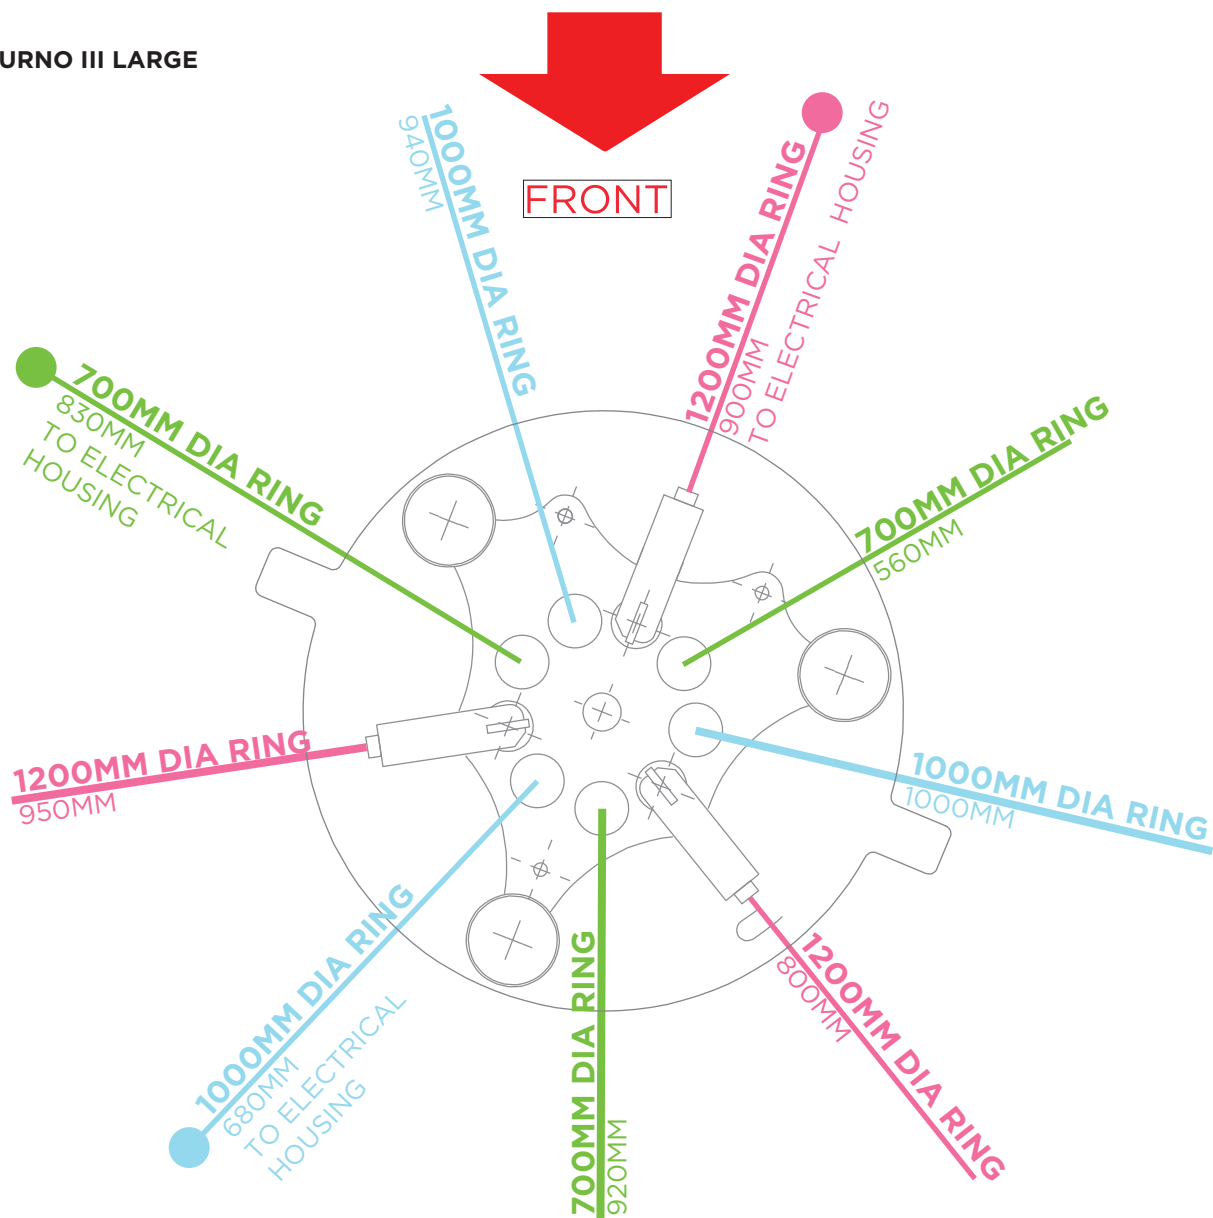 URNO III LARGE
FRONT
1000MM DIA RING
940MM
1200MM DIA RING
900MM
TO ELECTRICAL HOUSING
700MM DIA RING
830MM
TO ELECTRICAL
HOUSING
700MM DIA RING
560MM
1200MM DIA RING
950MM
1000MM DIA RING
1000MM
1000MM DIA RING
680MM
TO ELECTRICAL
HOUSING
700MM DIA RING
920MM
1200MM DIA RING
800MM